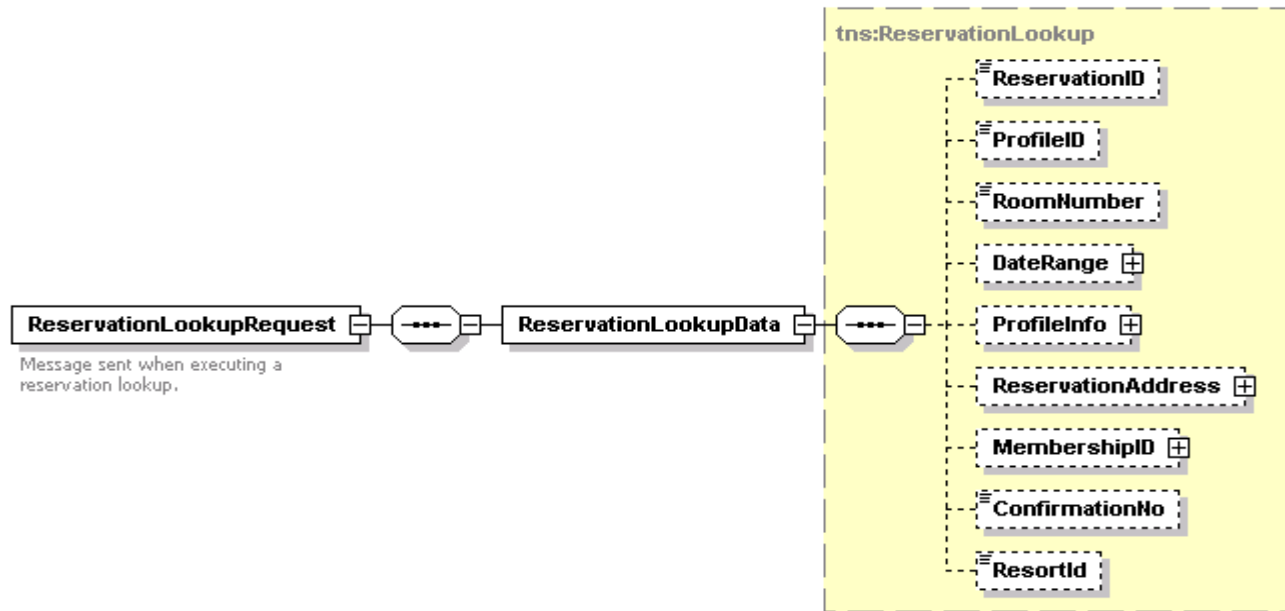 tns:ReservationLookup
ReservationID
ProfileID
RoomNumber
DateRange
ReservationLookupRequest
ReservationLookupData
ProfileInfo
Message sent when executing a
reservation lookup.
ReservationAddress
MembershipID
ConfirmationNo
ResortId